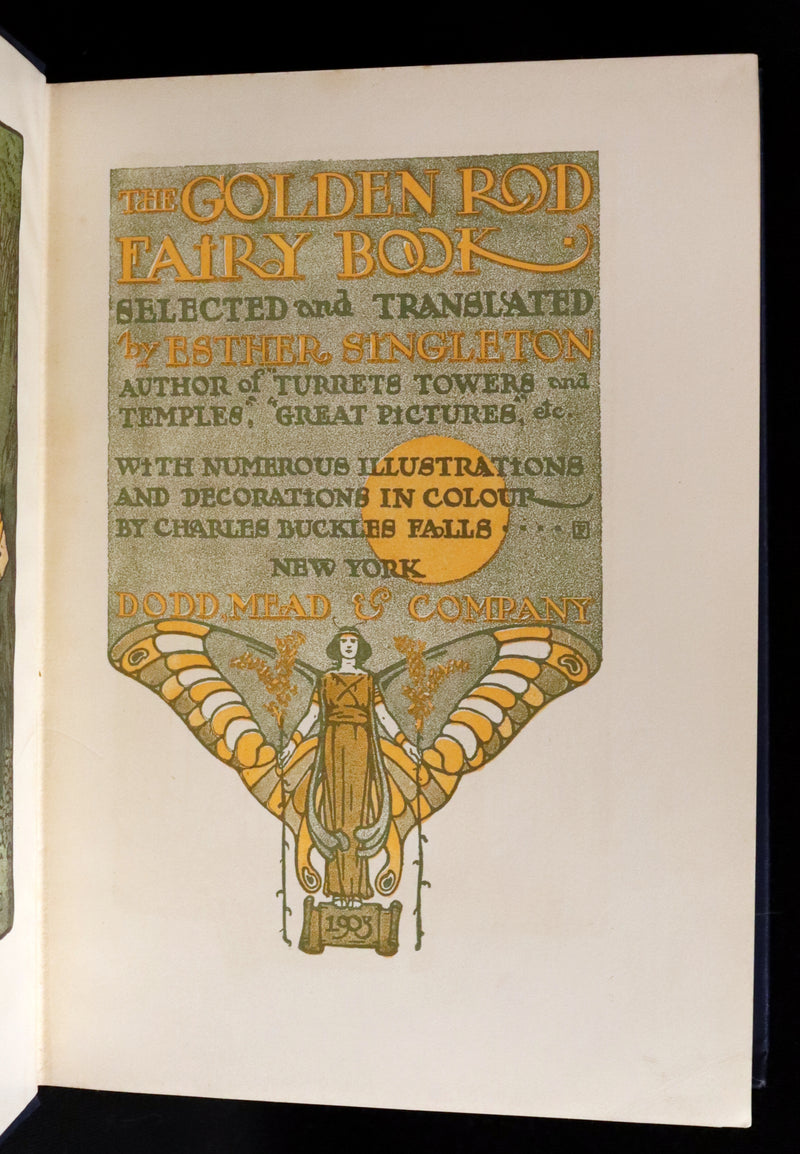 THE GOLDEN ROD
FAiRY BOOK
SELECTED and TRANSLATED
by ESTHER SINGLETON
AUTHOR of "TURRETS TOWERS and
TEMPLES", "GREAT PiCTURES", etc..
WiTH NUMEROUS ILLUSTRATiONS
AND DECORATiONS IN COLOUR
BY CHARLES BUCKLES FALLS ····
NEW YORK
DODD, MEAD & COMPANY
1903